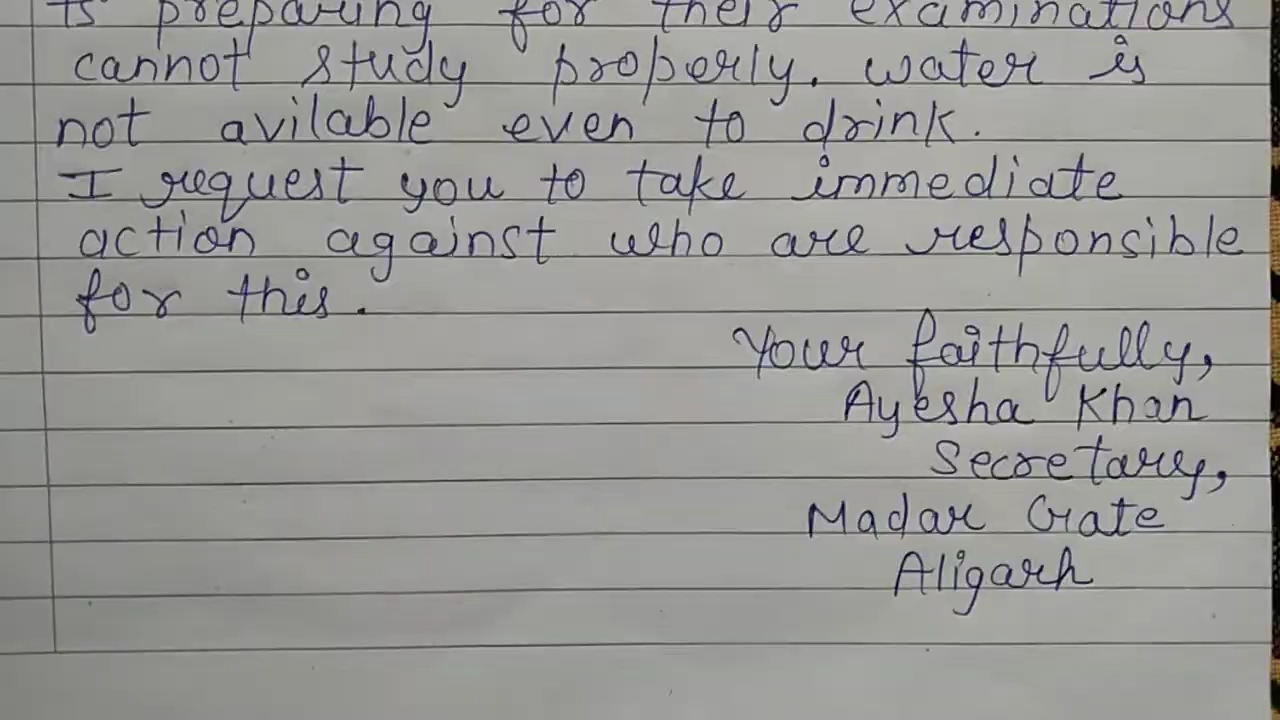 ts preparing for their examinations
cannot study properly. water is
not avilable even to drink.
I request you to take immediate
action against who are responsible
for this.
Your faithfully,
Ayesha Khan
Secretary,
Madar Gate
Aligarh